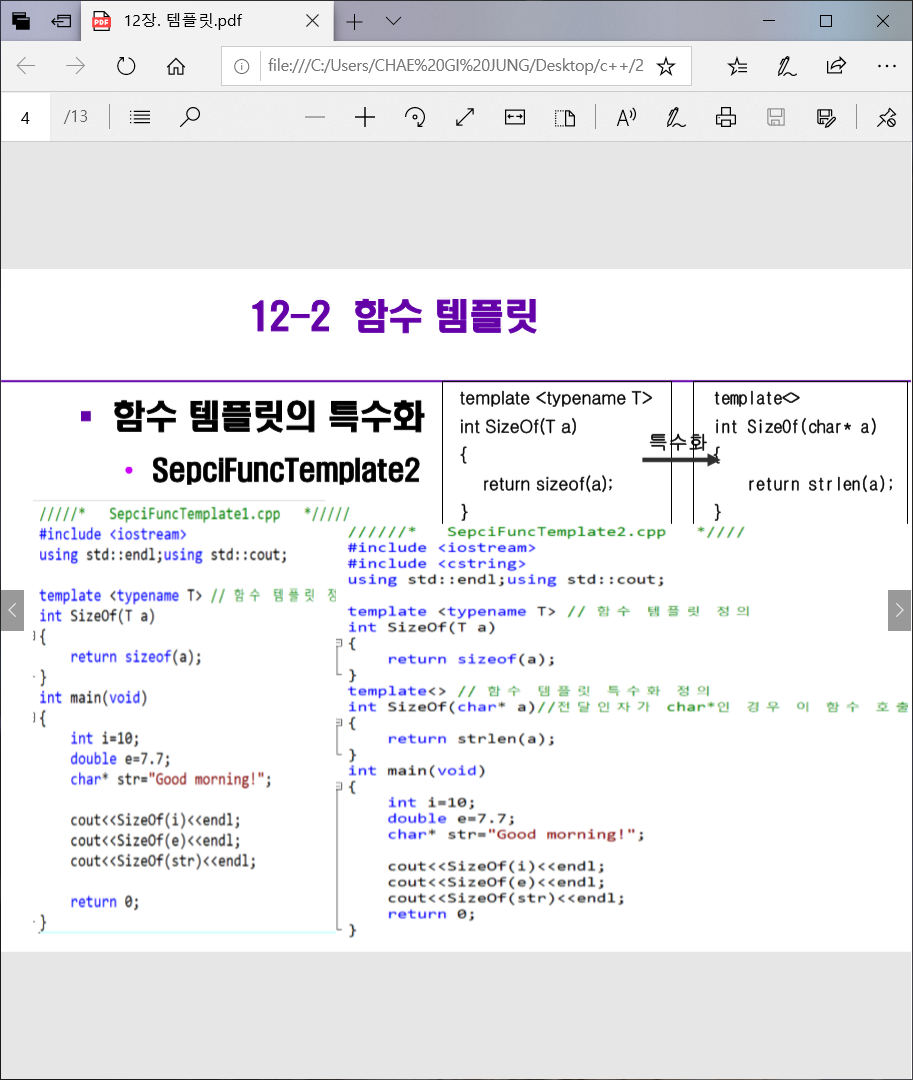 12장. 템플릿.pdf
file:///C:/Users/CHAE%20GI%20JUNG/Desktop/c++/2
4 /13
12-2 함수 템플릿
▪ 함수 템플릿의 특수화
• SepclFuncTemplate2
template <typename T>
int SizeOf(T a)
{
return sizeof(a);
}
특수화
template<>
int SizeOf(char* a)
{
return strlen(a);
}
/////* SepciFuncTemplate1.cpp */////
#include <iostream>
using std::endl;using std::cout;
template <typename T> // 함수 템플릿 정
int SizeOf(T a)
{
return sizeof(a);
}
int main(void)
{
int i=10;
double e=7.7;
char* str="Good morning!";
cout<<SizeOf(i)<<endl;
cout<<SizeOf(e)<<endl;
cout<<SizeOf(str)<<endl;
return 0;
}
//////* SepciFuncTemplate2.cpp *////
#include <iostream>
#include <cstring>
using std::endl;using std::cout;
template <typename T> // 함수 템플릿 정의
int SizeOf(T a)
{
return sizeof(a);
}
template<> // 함수 템플릿 특수화 정의
int SizeOf(char* a)//전달인자가 char*인 경우 이 함수 호출
{
return strlen(a);
}
int main(void)
{
int i=10;
double e=7.7;
char* str="Good morning!";
cout<<SizeOf(i)<<endl;
cout<<SizeOf(e)<<endl;
cout<<SizeOf(str)<<endl;
return 0;
}